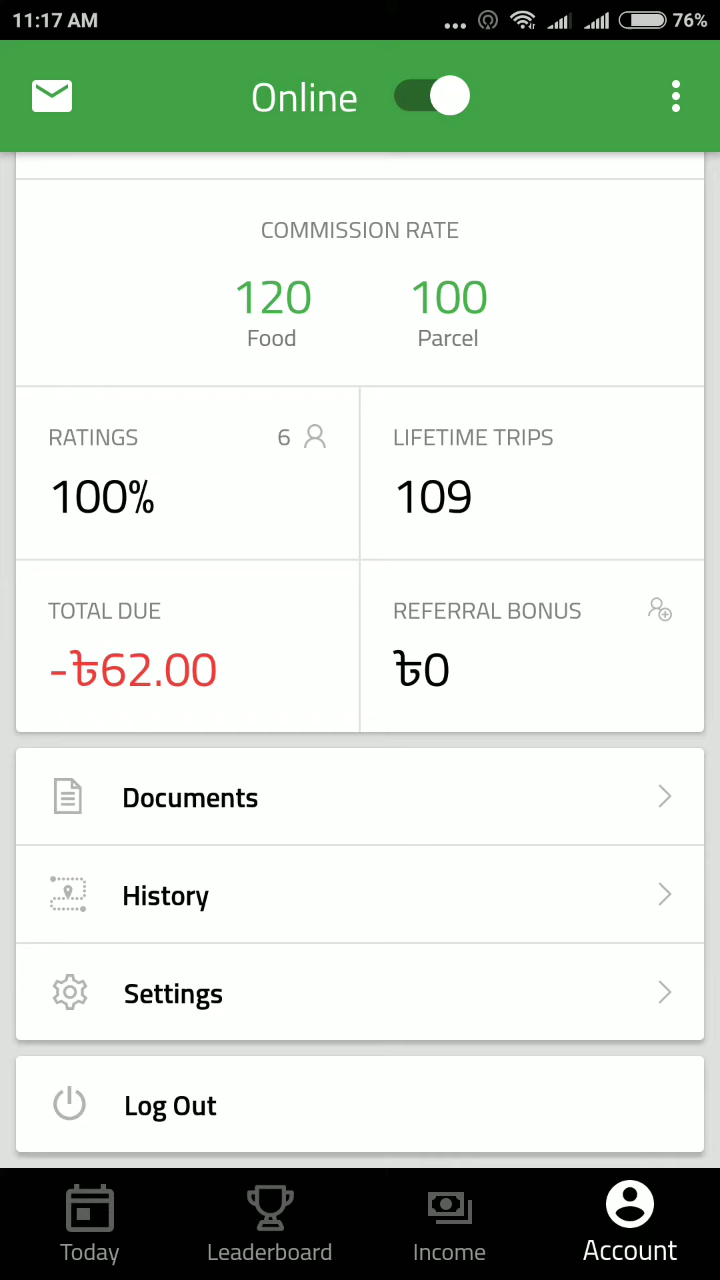 11:17 AM ... 76%
Online
COMMISSION RATE
120 100
Food Parcel
RATINGS 6 LIFETIME TRIPS
100% 109
TOTAL DUE REFERRAL BONUS
-৳62.00 ৳0
Documents
History
Settings
Log Out
Today Leaderboard Income Account